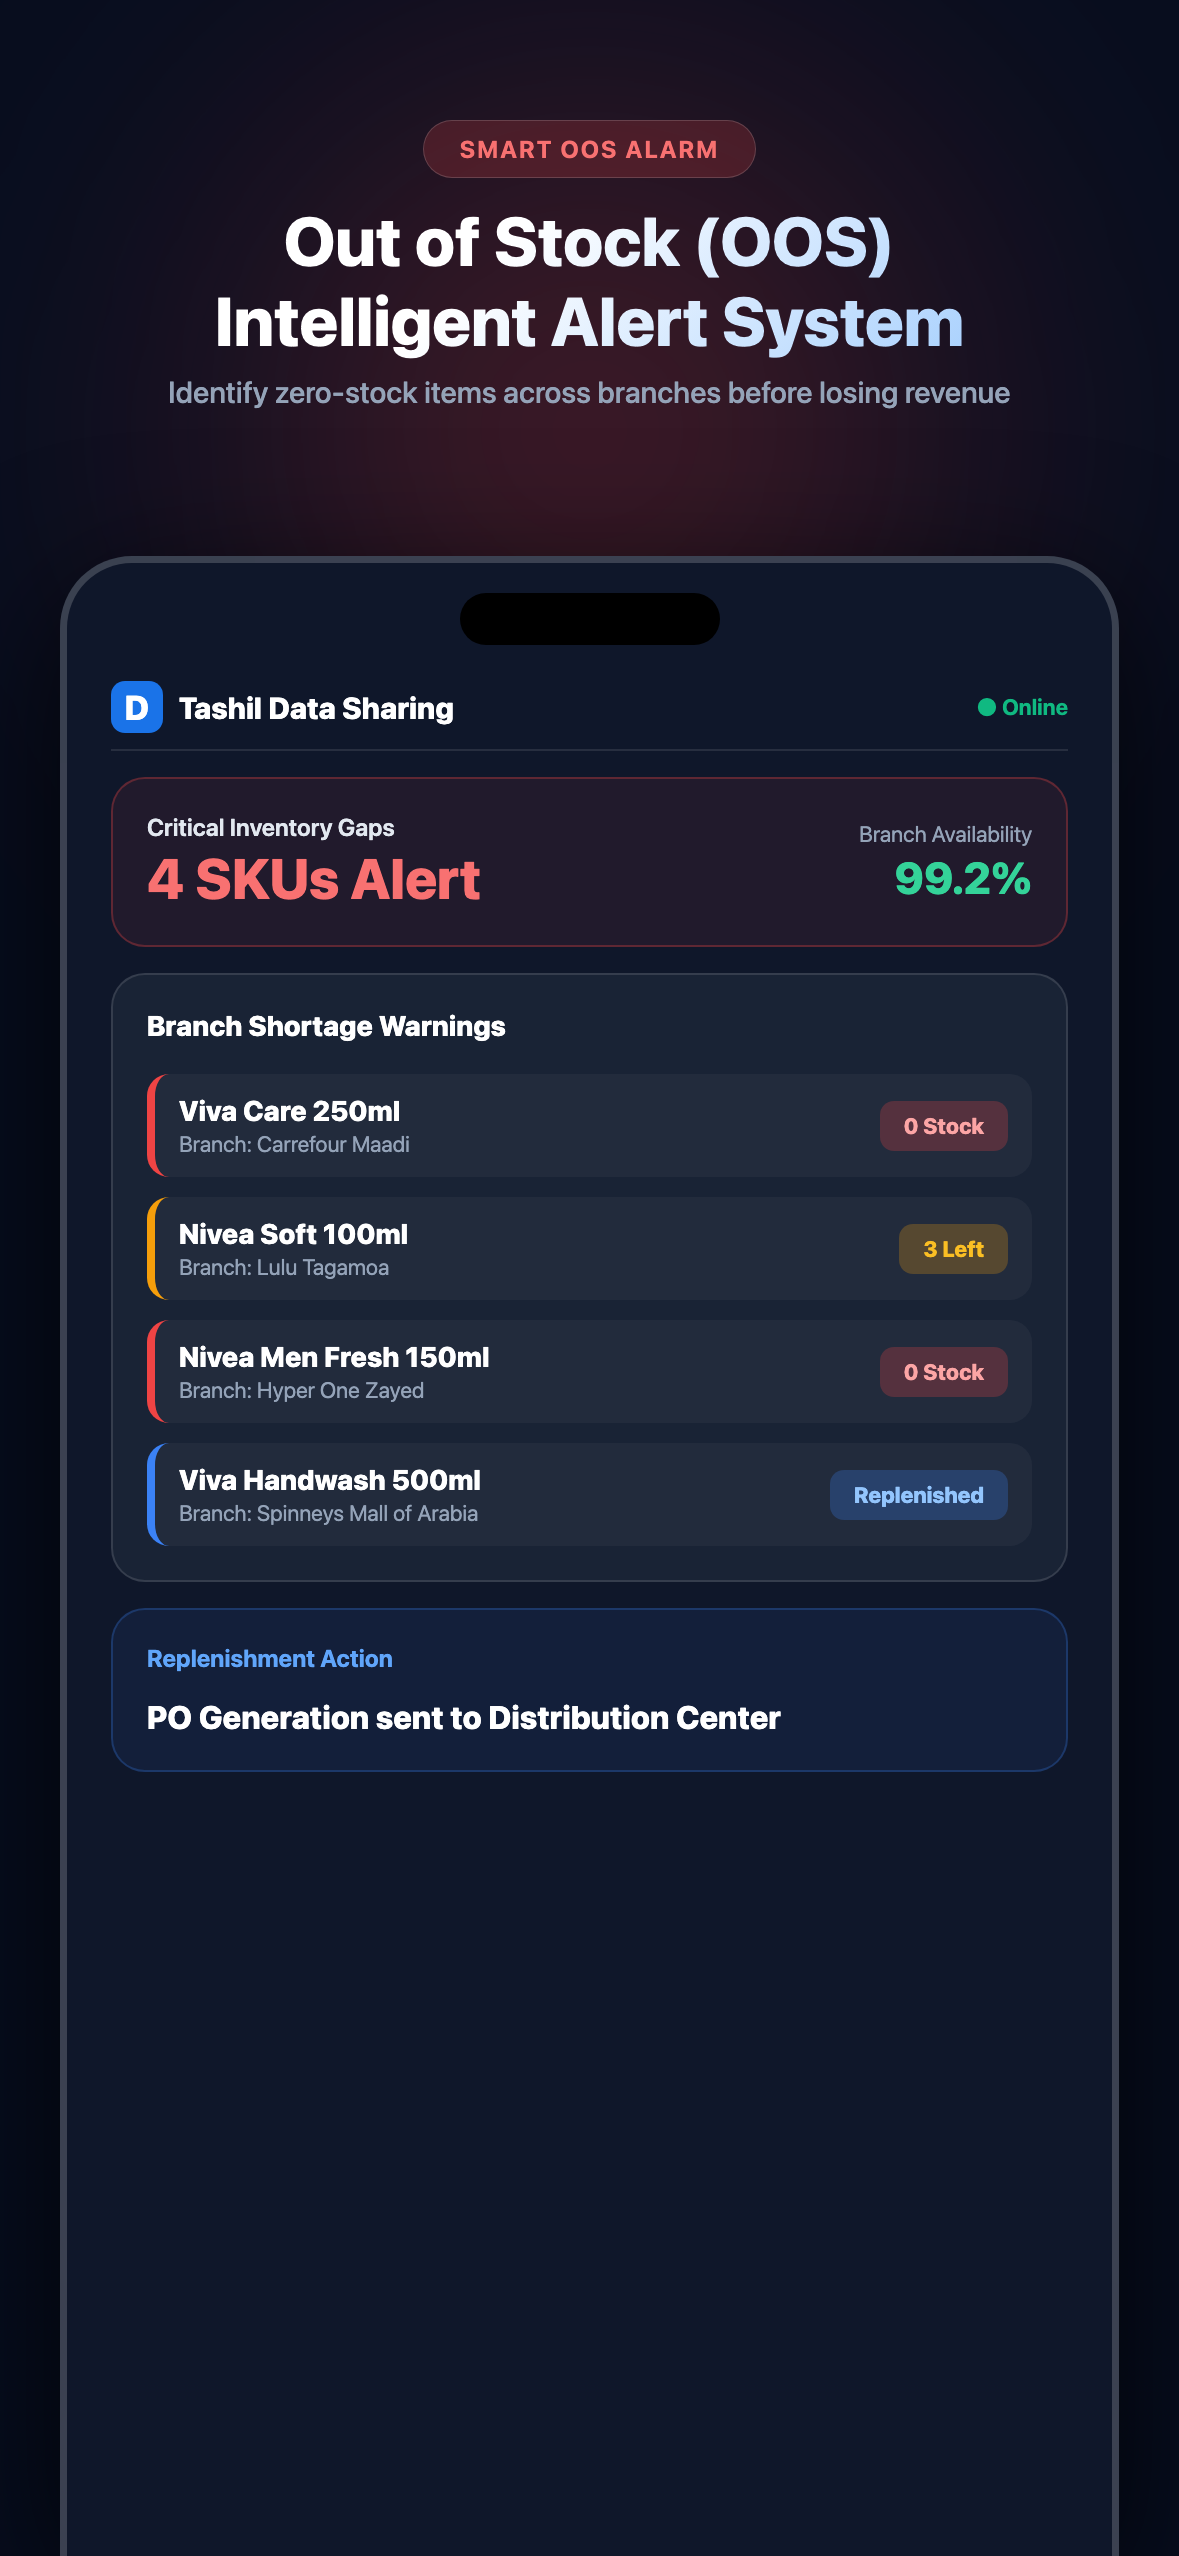 SMART OOS ALARM
Out of Stock (OOS)
Intelligent Alert System
Identify zero-stock items across branches before losing revenue
D Tashil Data Sharing
Online
Critical Inventory Gaps
4 SKUs Alert
Branch Availability
99.2%
Branch Shortage Warnings
Viva Care 250ml
Branch: Carrefour Maadi
0 Stock
Nivea Soft 100ml
Branch: Lulu Tagamoa
3 Left
Nivea Men Fresh 150ml
Branch: Hyper One Zayed
0 Stock
Viva Handwash 500ml
Branch: Spinneys Mall of Arabia
Replenished
Replenishment Action
PO Generation sent to Distribution Center